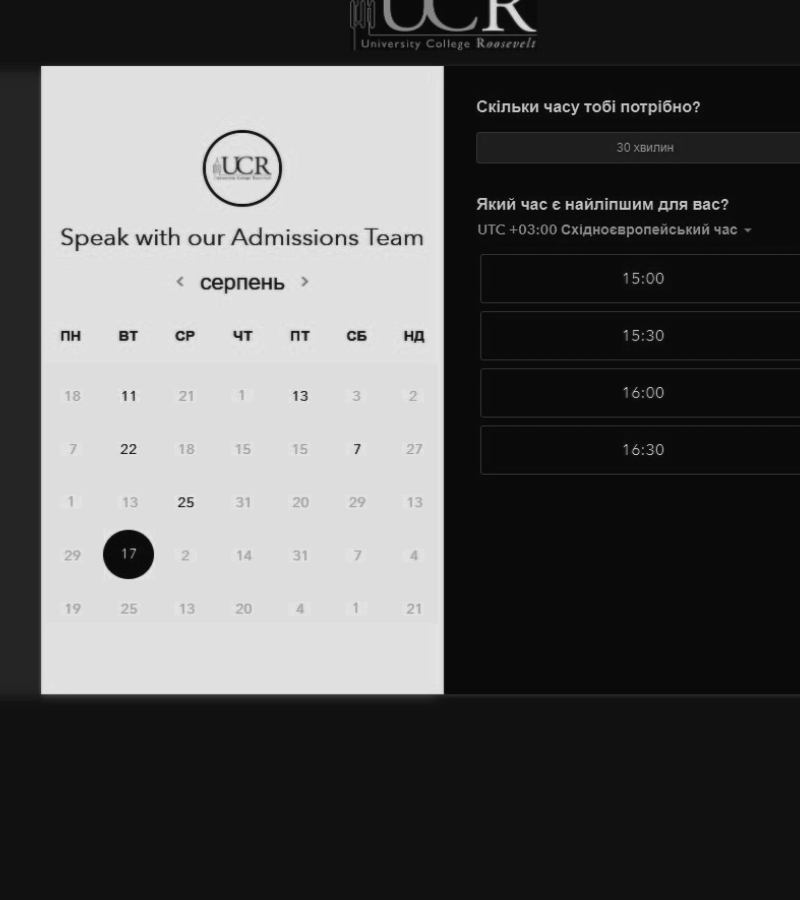 UCR
University College Roosevelt
UCR
Speak with our Admissions Team
серпень
ПН ВТ СР ЧТ ПТ СБ НД
18 11 21 1 13 3 2
7 22 18 15 15 7 27
1 13 25 31 20 29 13
29 17 2 14 31 7 4
19 25 13 20 4 1 21
Скільки часу тобі потрібно?
30 хвилин
Який час є найліпшим для вас?
UTC +03:00 Східноєвропейський час
15:00
15:30
16:00
16:30